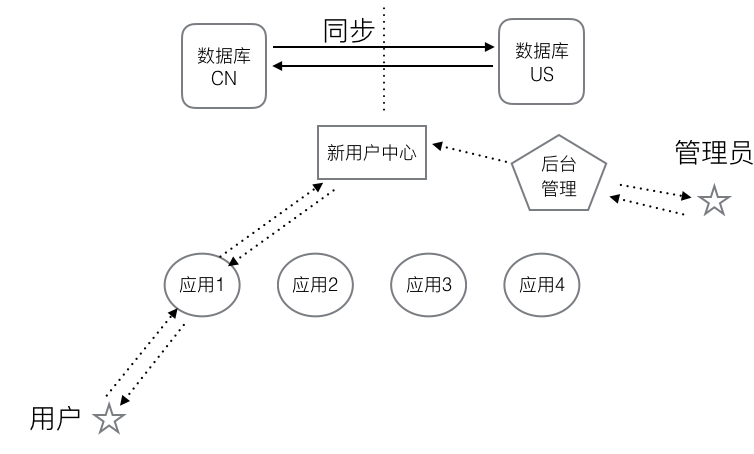 同步
数据库
CN
数据库
US
新用户中心
后台
管理
管理员
应用1
应用2
应用3
应用4
用户